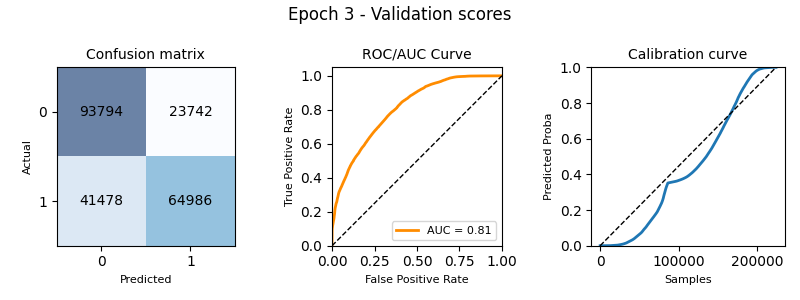 Epoch 3 - Validation scores
Confusion matrix
Actual
0
1
93794 23742
41478 64986
0 1
Predicted
ROC/AUC Curve
True Positive Rate
1.0
0.8
0.6
0.4
0.2
0.0
AUC = 0.81
0.00 0.25 0.50 0.75 1.00
False Positive Rate
Calibration curve
Predicted Proba
1.0
0.8
0.6
0.4
0.2
0.0
0 100000 200000
Samples